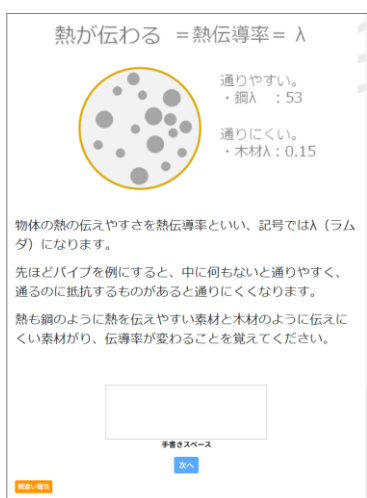 熱が伝わる =熱伝導率= λ
通りやすい。
・鋼λ ：53
通りにくい。
・木材λ：0.15
物体の熱の伝えやすさを熱伝導率といい、記号ではλ（ラム
ダ）になります。
先ほどパイプを例にすると、中に何もないと通りやすく、
通るのに抵抗するものがあると通りにくくなります。
熱も鋼のように熱を伝えやすい素材と木材のように伝えに
くい素材がり、伝導率が変わることを覚えてください。
手書きスペース
次へ
間違い報告